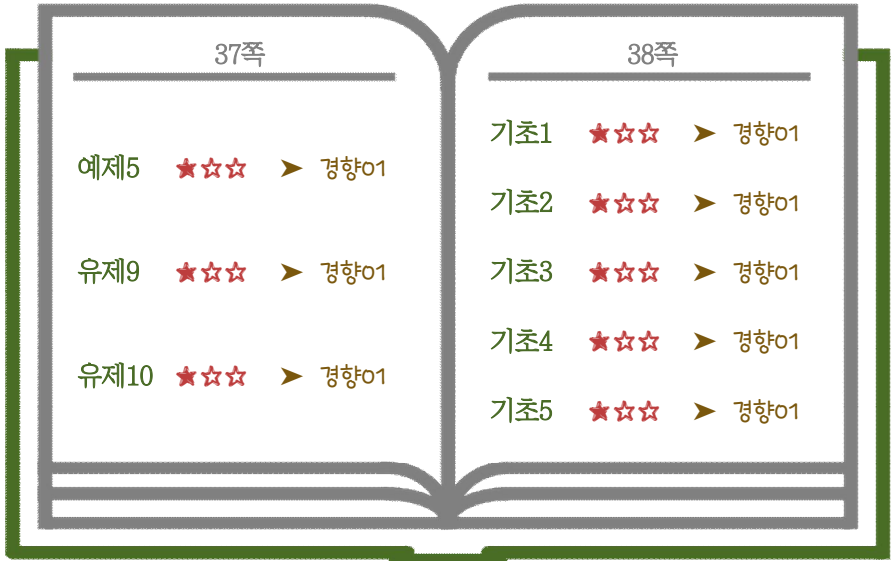 37쪽
예제5 ★☆☆ ➤ 경향01
유제9 ★☆☆ ➤ 경향01
유제10 ★☆☆ ➤ 경향01
38쪽
기초1 ★☆☆ ➤ 경향01
기초2 ★☆☆ ➤ 경향01
기초3 ★☆☆ ➤ 경향01
기초4 ★☆☆ ➤ 경향01
기초5 ★☆☆ ➤ 경향01